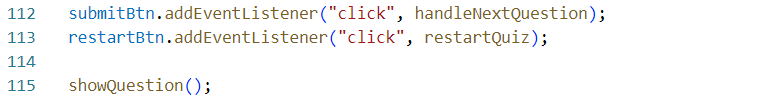 112 submitBtn.addEventListener("click", handleNextQuestion);
113 restartBtn.addEventListener("click", restartQuiz);
114
115 showQuestion();